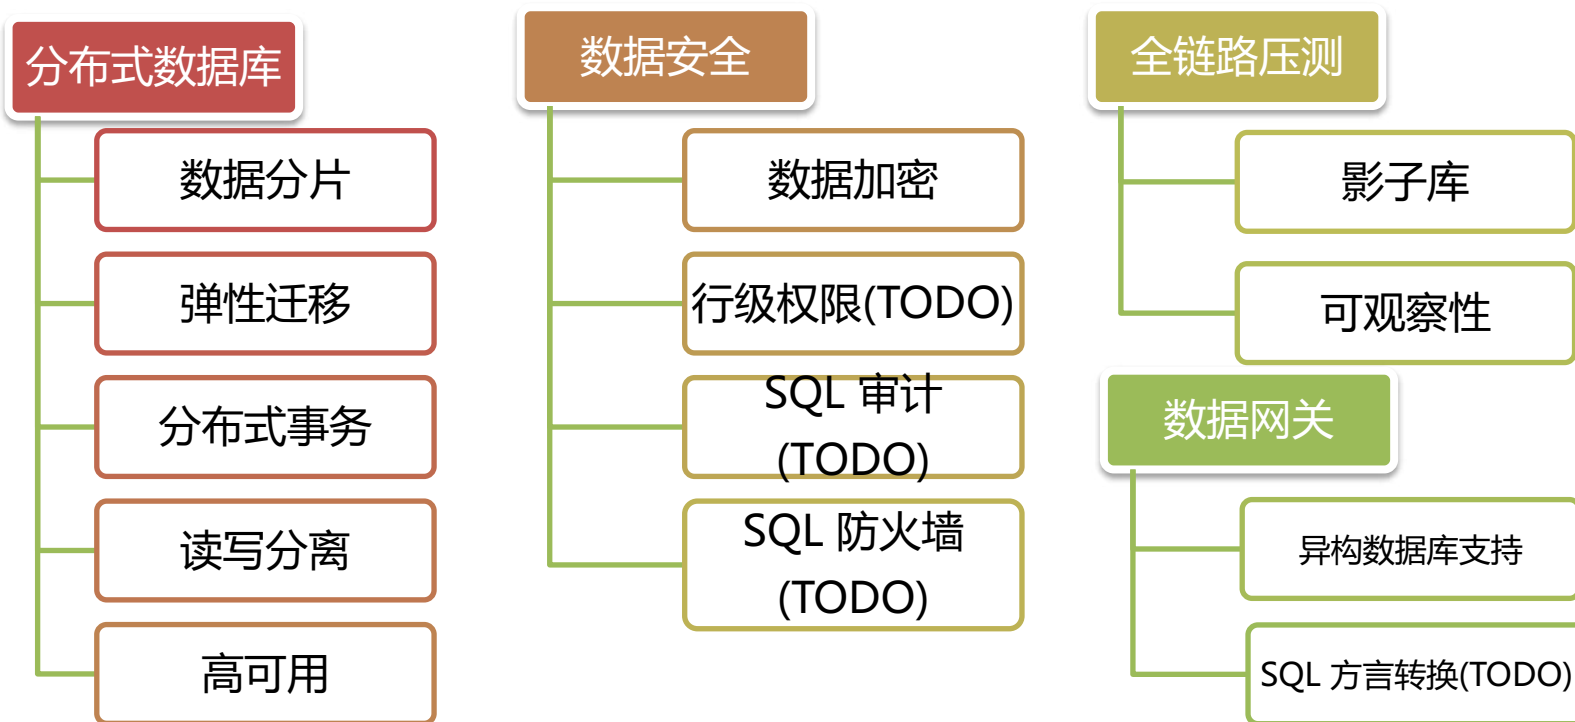 分布式数据库
数据分片
弹性迁移
分布式事务
读写分离
高可用
数据安全
数据加密
行级权限(TODO)
SQL 审计
(TODO)
SQL 防火墙
(TODO)
全链路压测
影子库
可观察性
数据网关
异构数据库支持
SQL 方言转换(TODO)